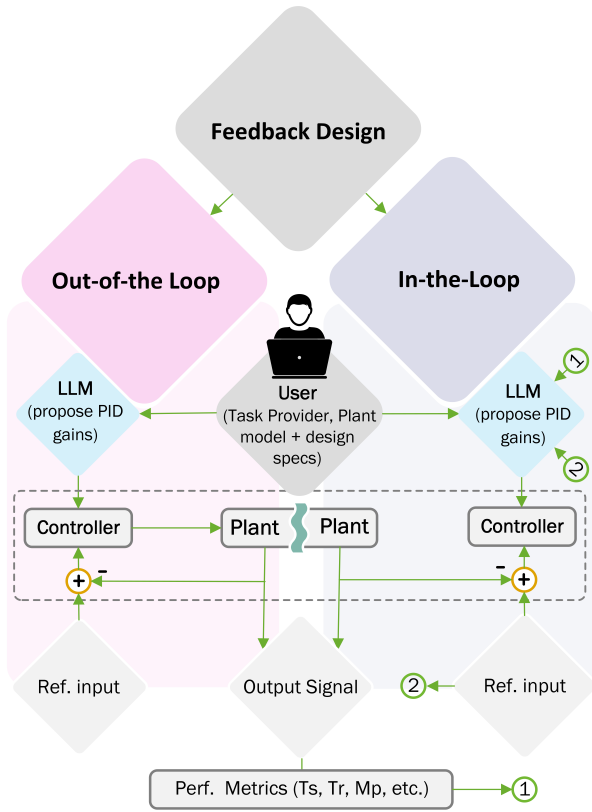 Feedback Design
Out-of-the Loop
In-the-Loop
1
LLM
(propose PID
gains)
User
(Task Provider, Plant
model + design
specs)
LLM
(propose PID
gains)
2
Controller
Plant
Plant
Controller
-
+
-
+
Ref. input
Output Signal
2
Ref. input
Perf. Metrics (Ts, Tr, Mp, etc.)
1